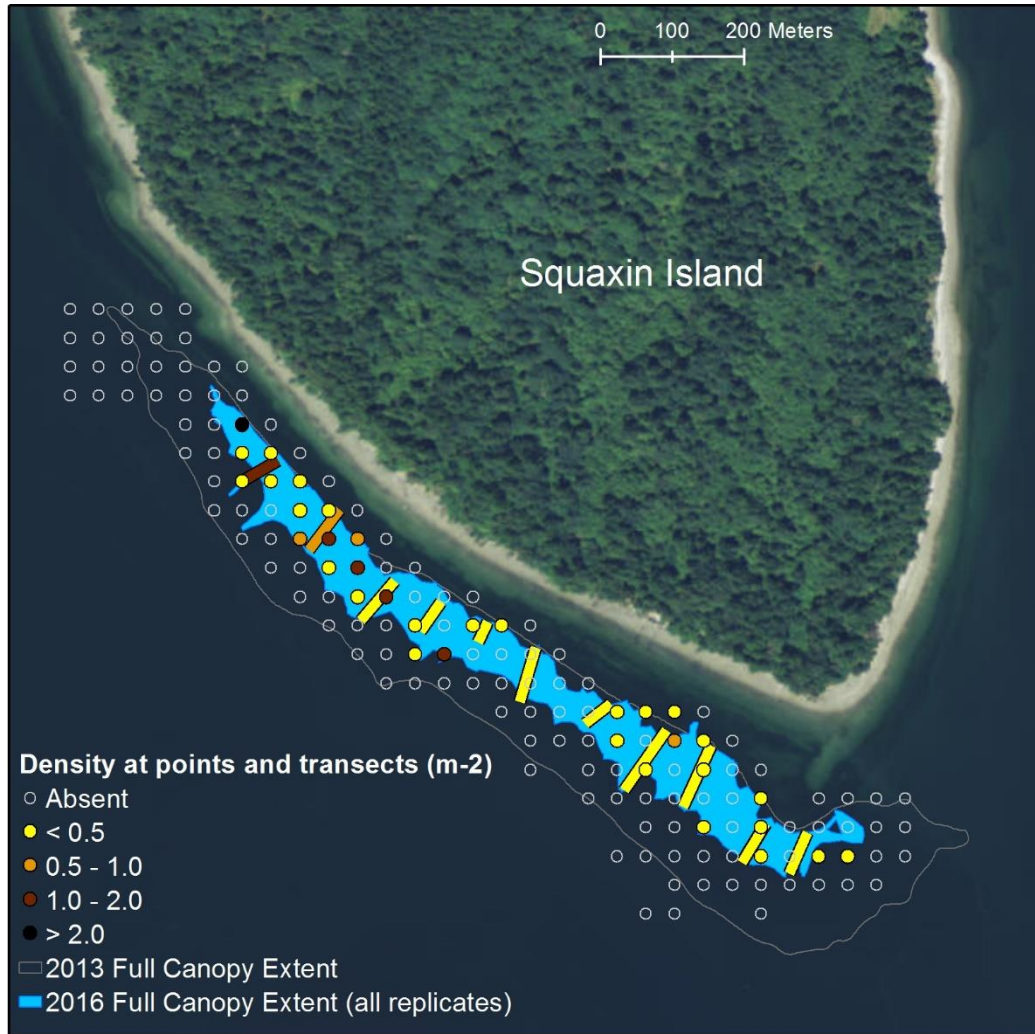 0 100 200 Meters
Squaxin Island
Density at points and transects (m-2)
Absent
< 0.5
0.5 - 1.0
1.0 - 2.0
> 2.0
2013 Full Canopy Extent
2016 Full Canopy Extent (all replicates)